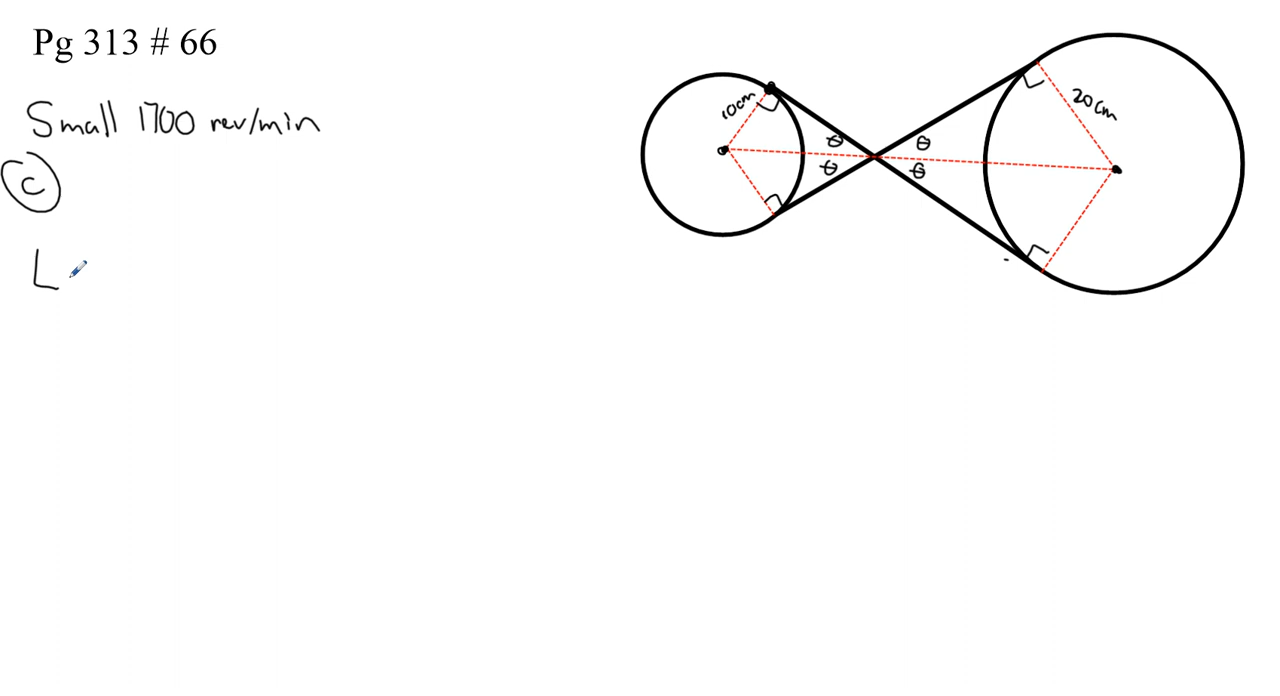 Pg 313 # 66
Small 1700 rev/min
C
L
10cm
θ θ
θ θ
20cm